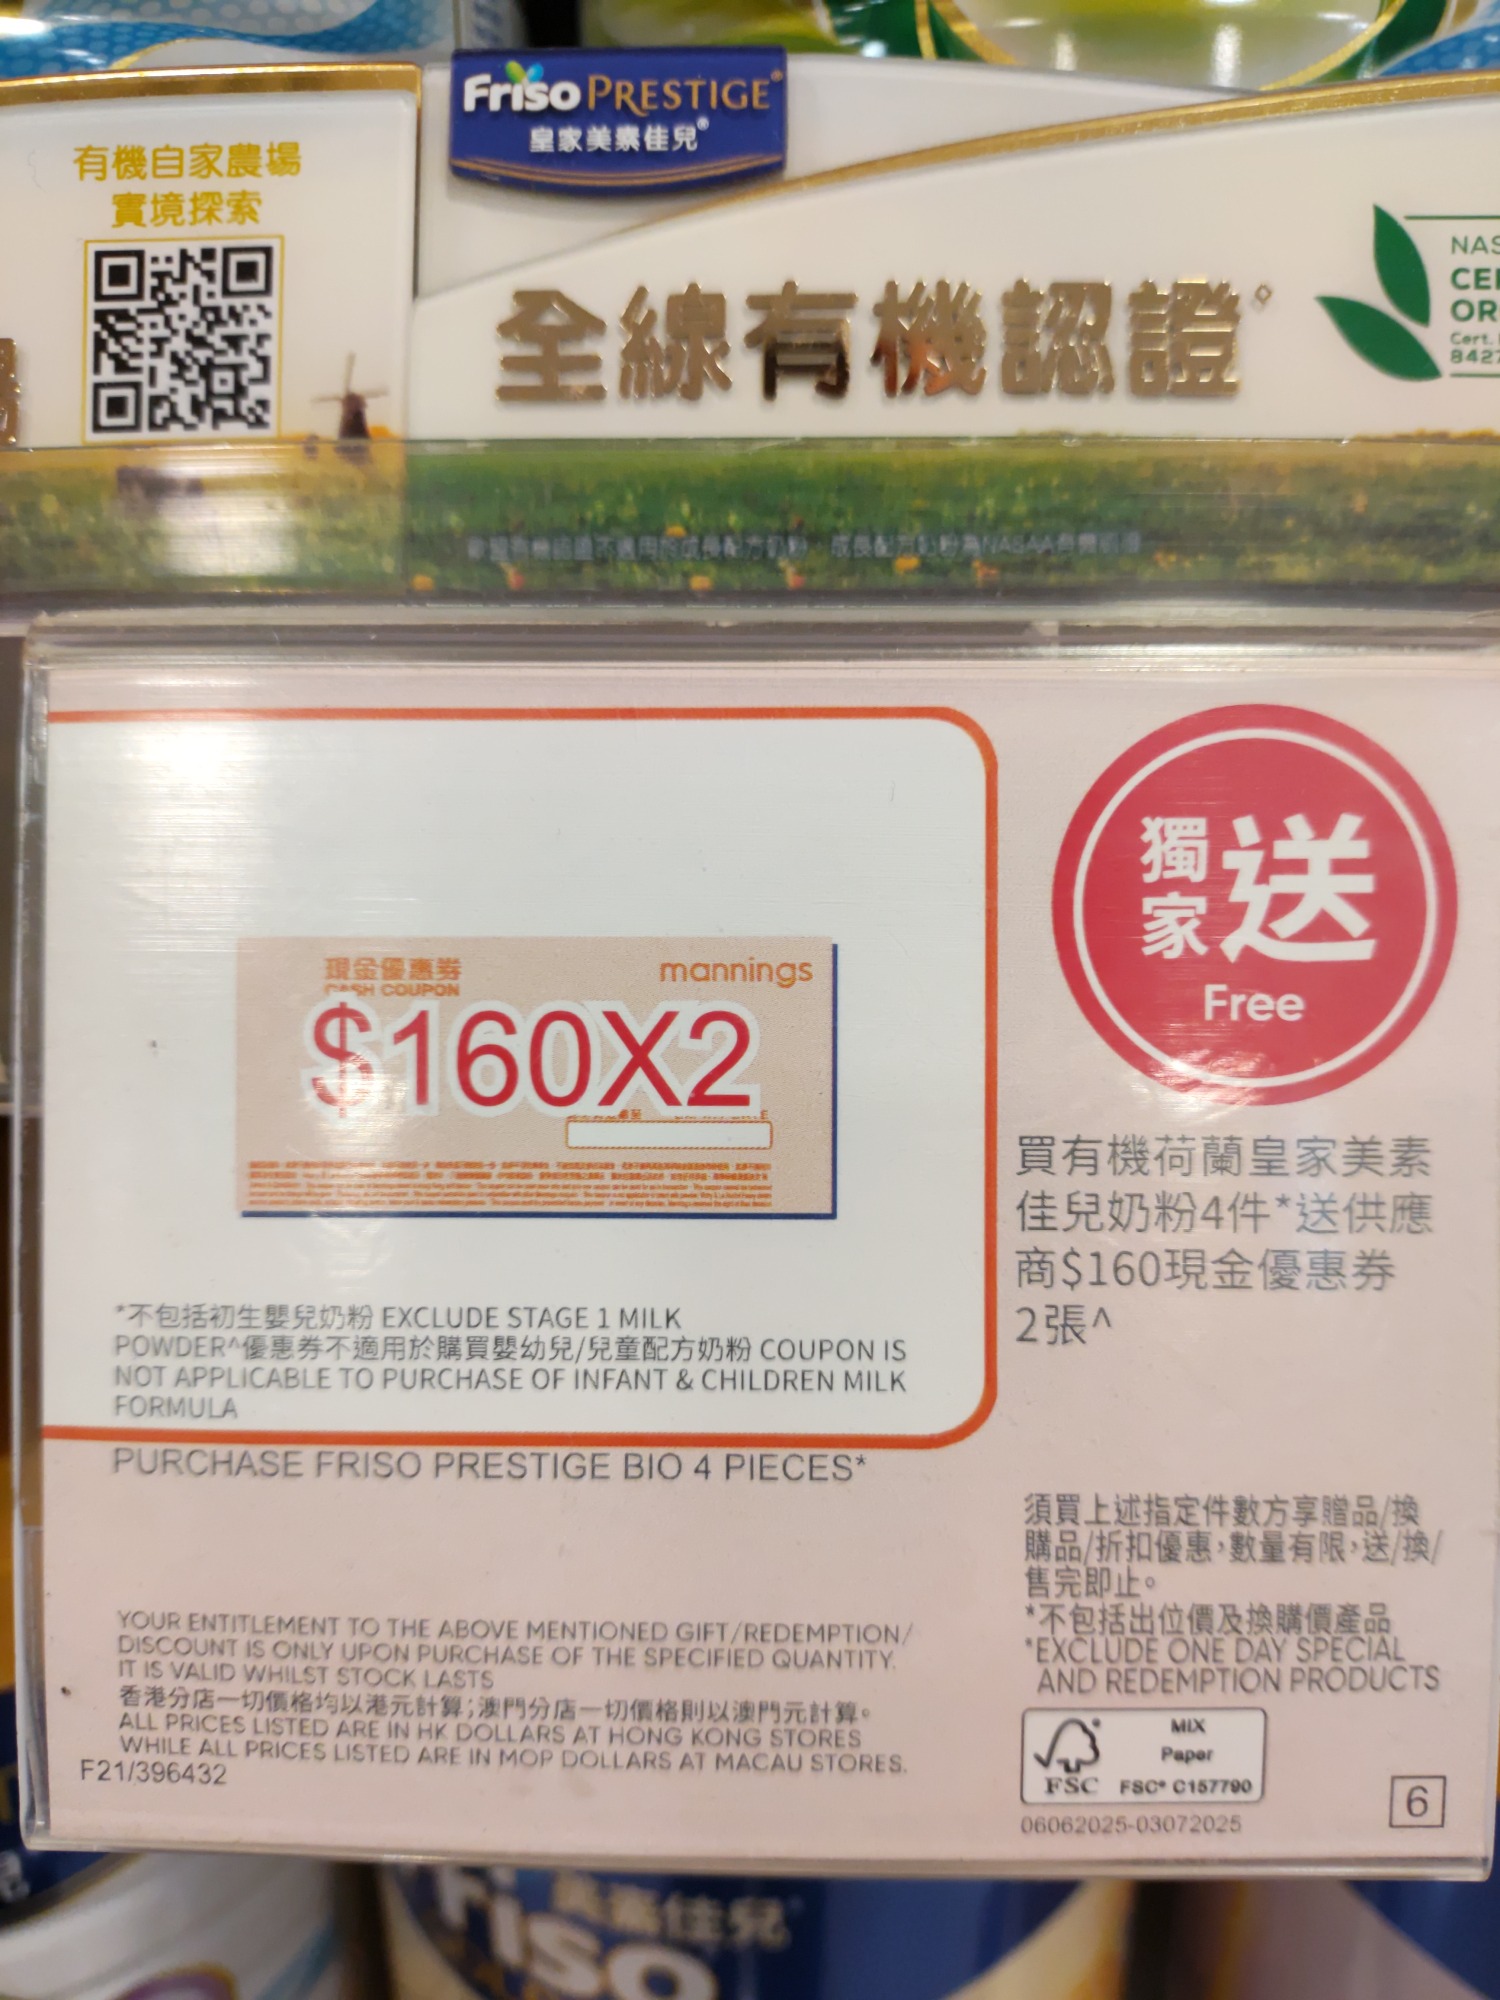 Friso PRESTIGE®
皇家美素佳兒®
有機自家農場
實境探索
全線有機認證
NAS
CE
OR
Cert.
842
獨家送
Free
現金優惠券
mannings
CASH COUPON
$160X2
買有機荷蘭皇家美素
佳兒奶粉4件*送供應
商$160現金優惠券
2張^
*不包括初生嬰兒奶粉 EXCLUDE STAGE 1 MILK
POWDER^優惠券不適用於購買嬰幼兒/兒童配方奶粉 COUPON IS
NOT APPLICABLE TO PURCHASE OF INFANT & CHILDREN MILK
FORMULA
PURCHASE FRISO PRESTIGE BIO 4 PIECES*
須買上述指定件數方享贈品/換
購品/折扣優惠,數量有限,送/換/
售完即止。
*不包括出位價及換購價產品
*EXCLUDE ONE DAY SPECIAL
AND REDEMPTION PRODUCTS
YOUR ENTITLEMENT TO THE ABOVE MENTIONED GIFT/REDEMPTION/
DISCOUNT IS ONLY UPON PURCHASE OF THE SPECIFIED QUANTITY.
IT IS VALID WHILST STOCK LASTS
香港分店一切價格均以港元計算;澳門分店一切價格則以澳門元計算。
ALL PRICES LISTED ARE IN HK DOLLARS AT HONG KONG STORES
WHILE ALL PRICES LISTED ARE IN MOP DOLLARS AT MACAU STORES.
F21/396432
MIX
Paper
FSC
FSC® C157790
06062025-03072025
6
Friso
美素佳兒